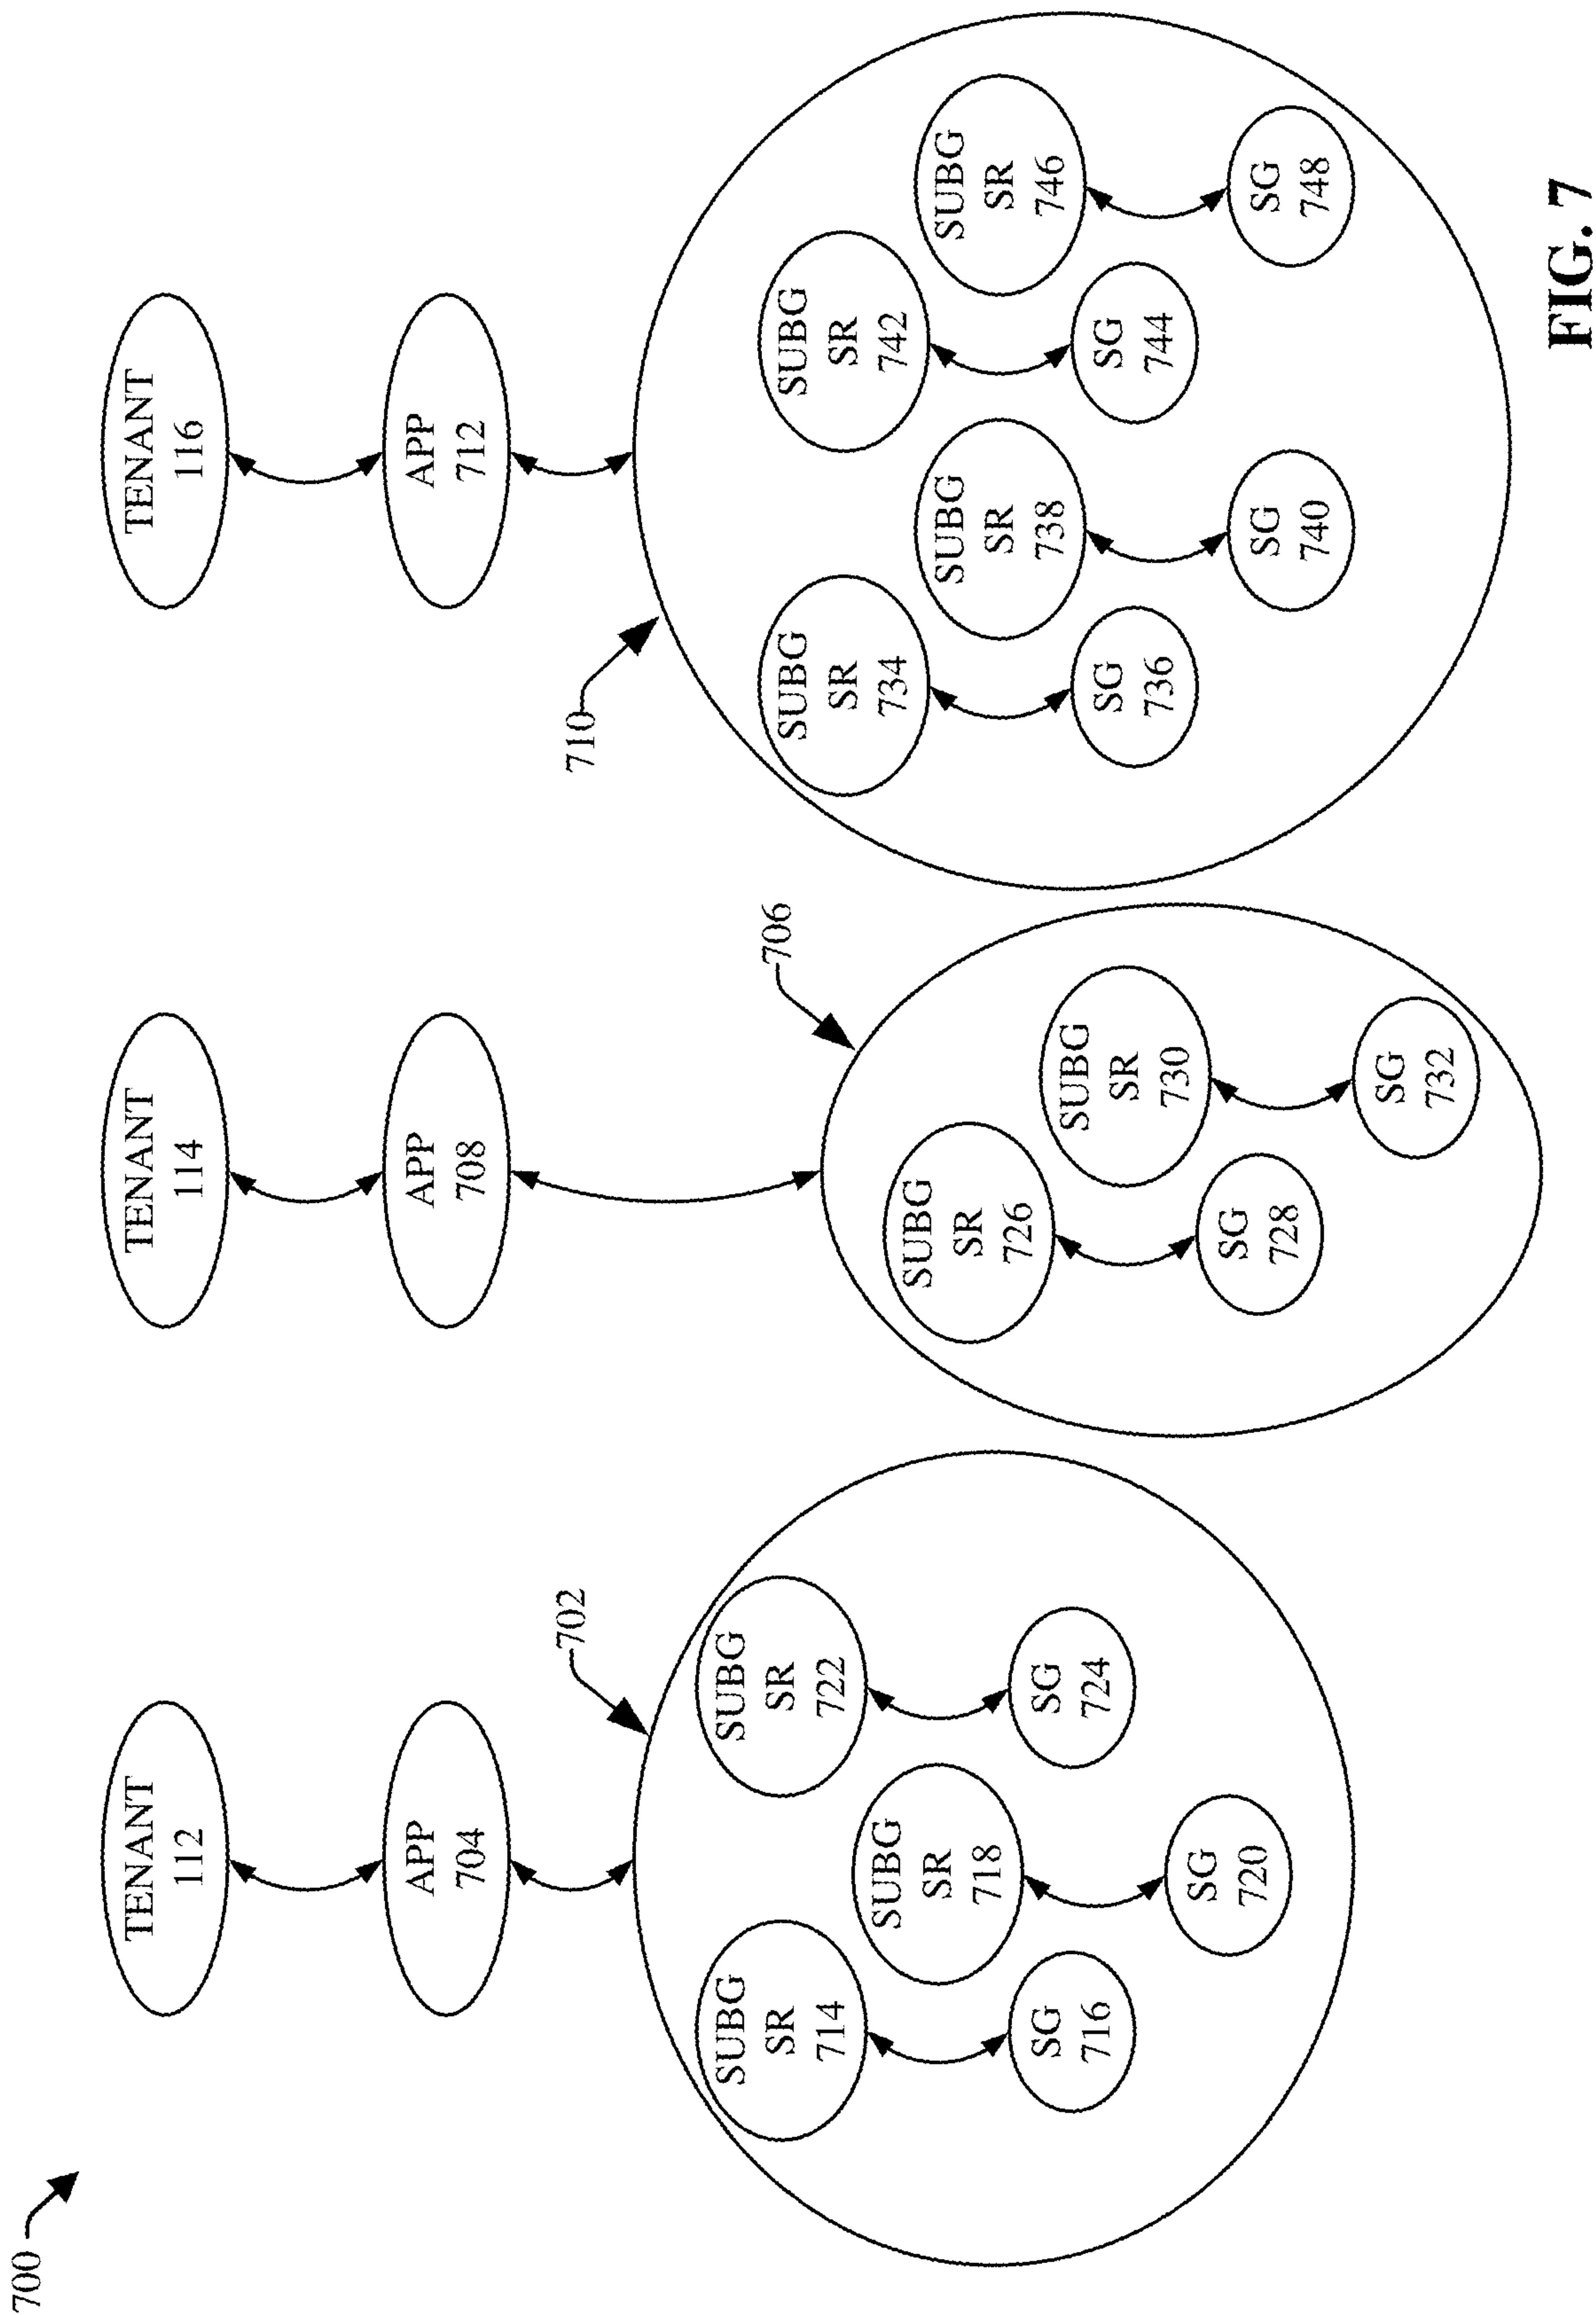 700
TENANT
112
APP
704
702
SUBG
SR
714
SG
716
SUBG
SR
718
SG
720
SUBG
SR
722
SG
724
TENANT
114
APP
708
706
SUBG
SR
726
SG
728
SUBG
SR
730
SG
732
TENANT
116
APP
712
710
SUBG
SR
734
SG
736
SUBG
SR
738
SG
740
SUBG
SR
742
SG
744
SUBG
SR
746
SG
748
FIG. 7